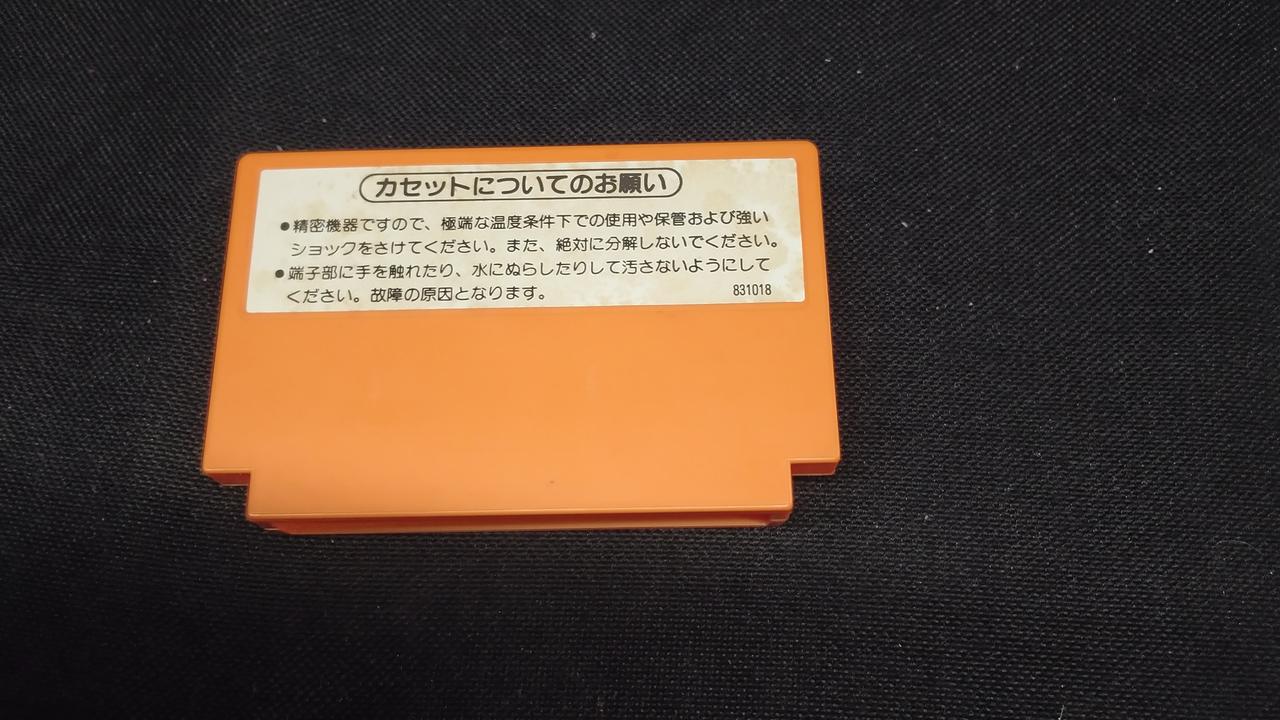 カセットについてのお願い
●精密機器ですので、極端な温度条件下での使用や保管および強い
ショックをさけてください。また、絶対に分解しないでください。
●端子部に手を触れたり、水にぬらしたりして汚さないようにして
ください。故障の原因となります。
831018